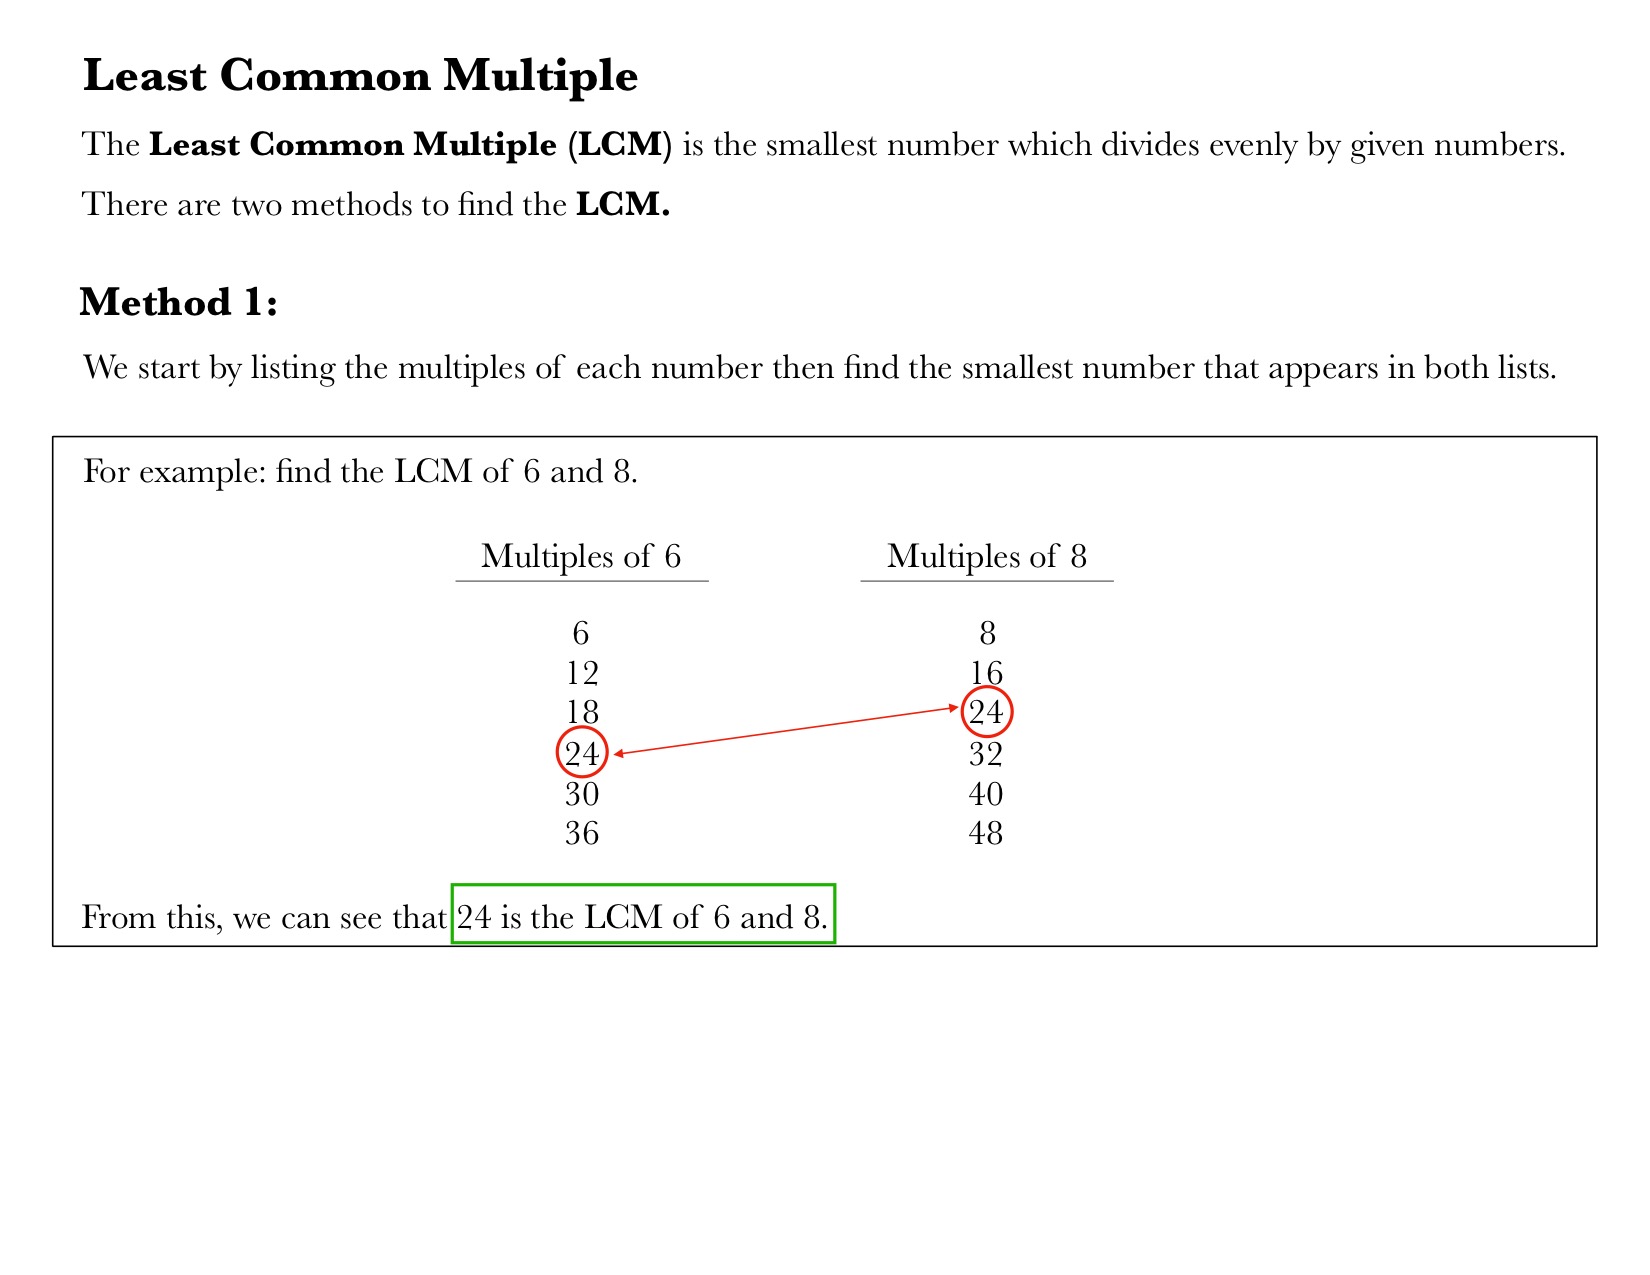 Least Common Multiple
The Least Common Multiple (LCM) is the smallest number which divides evenly by given numbers.
There are two methods to find the LCM.
Method 1:
We start by listing the multiples of each number then find the smallest number that appears in both lists.
For example: find the LCM of 6 and 8.
Multiples of 6 Multiples of 8
6 8
12 16
18 24
24 32
30 40
36 48
From this, we can see that 24 is the LCM of 6 and 8.